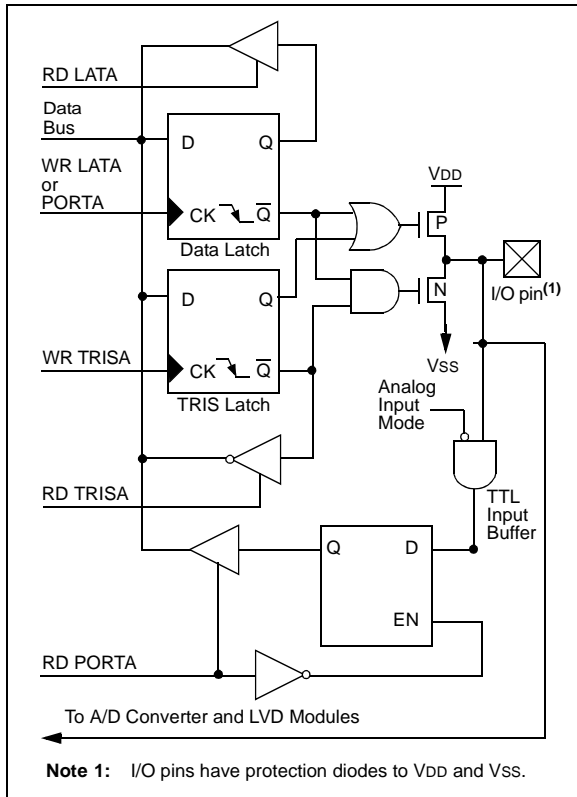 RD LATA
Data
Bus
D Q
WR LATA
or
PORTA
CK Q
Data Latch
VDD
P
I/O pin(1)
N
VSS
D Q
WR TRISA
CK Q
TRIS Latch
Analog
Input
Mode
TTL
Input
Buffer
RD TRISA
Q D
EN
RD PORTA
To A/D Converter and LVD Modules
Note 1: I/O pins have protection diodes to VDD and VSS.